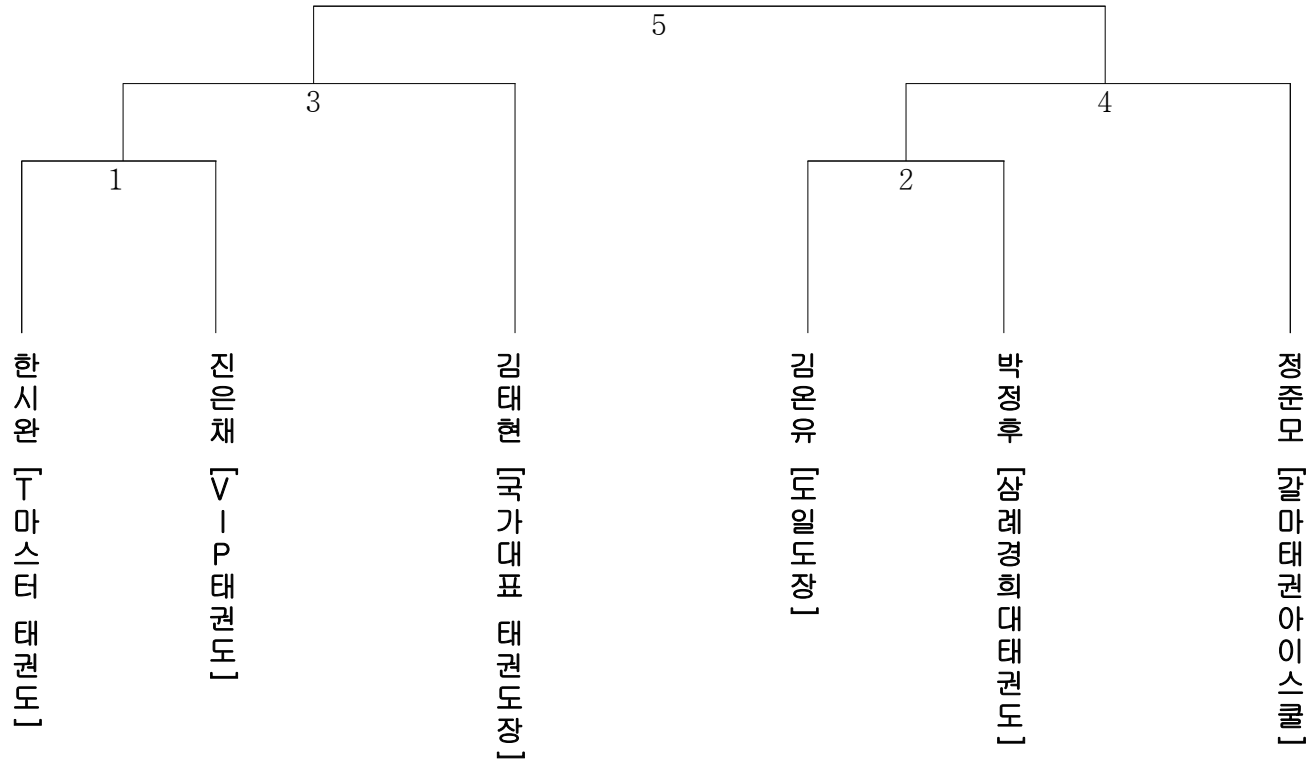 5
3
4
1
2
한시완 [T마스터 태권도]
진은채 [VIP태권도]
김태현 [국가대표 태권도장]
김온유 [도일도장]
박정후 [삼례경희대태권도]
정준모 [갈마태권아이스쿨]